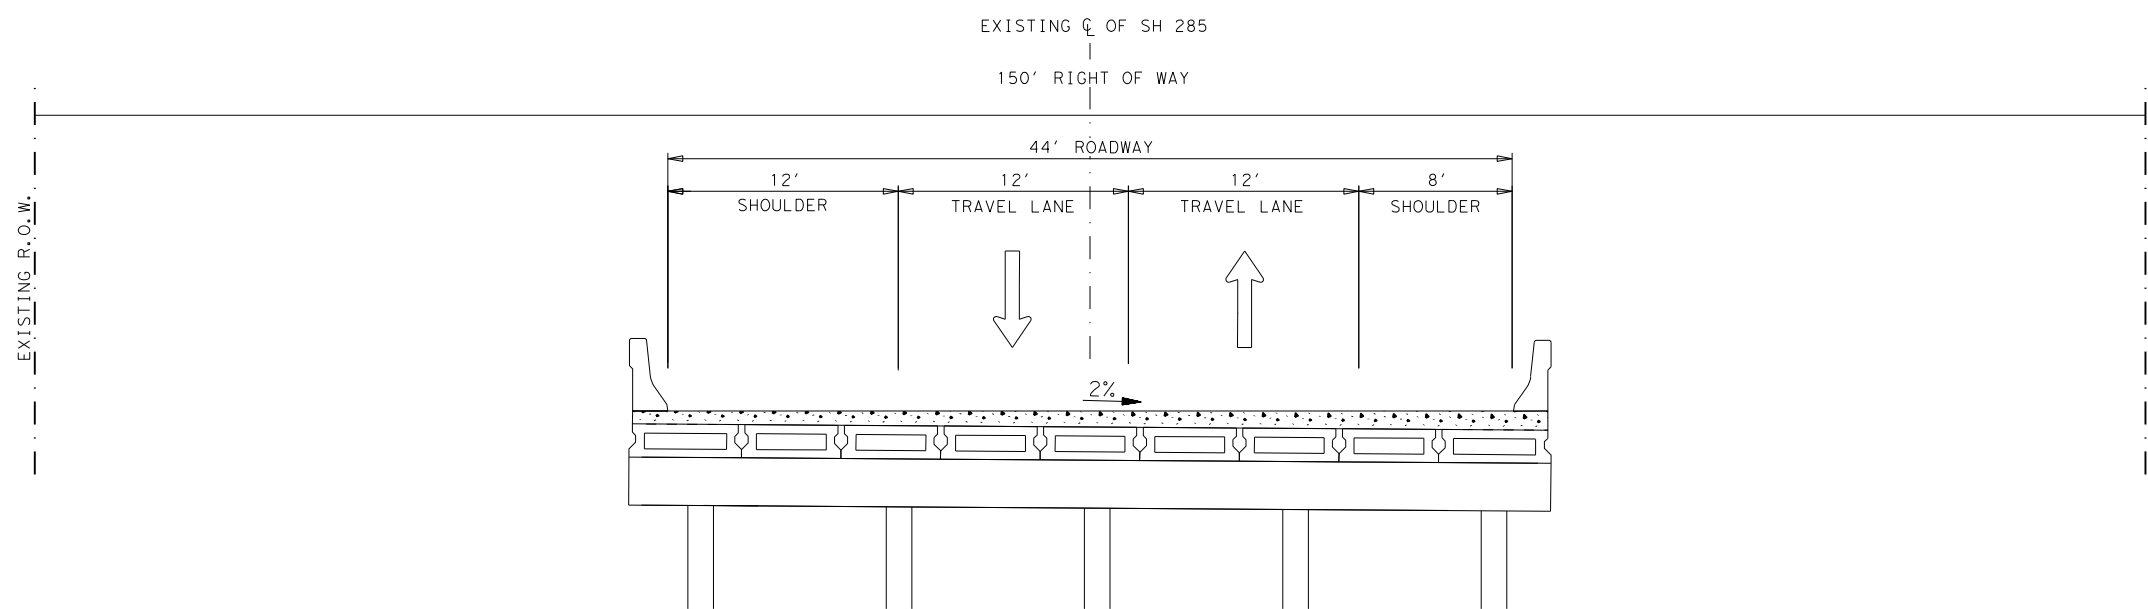 EXISTING ℄ OF SH 285
150' RIGHT OF WAY
44' ROADWAY
12' 12' 12' 8'
SHOULDER TRAVEL LANE TRAVEL LANE SHOULDER
EXISTING R.O.W.
2%